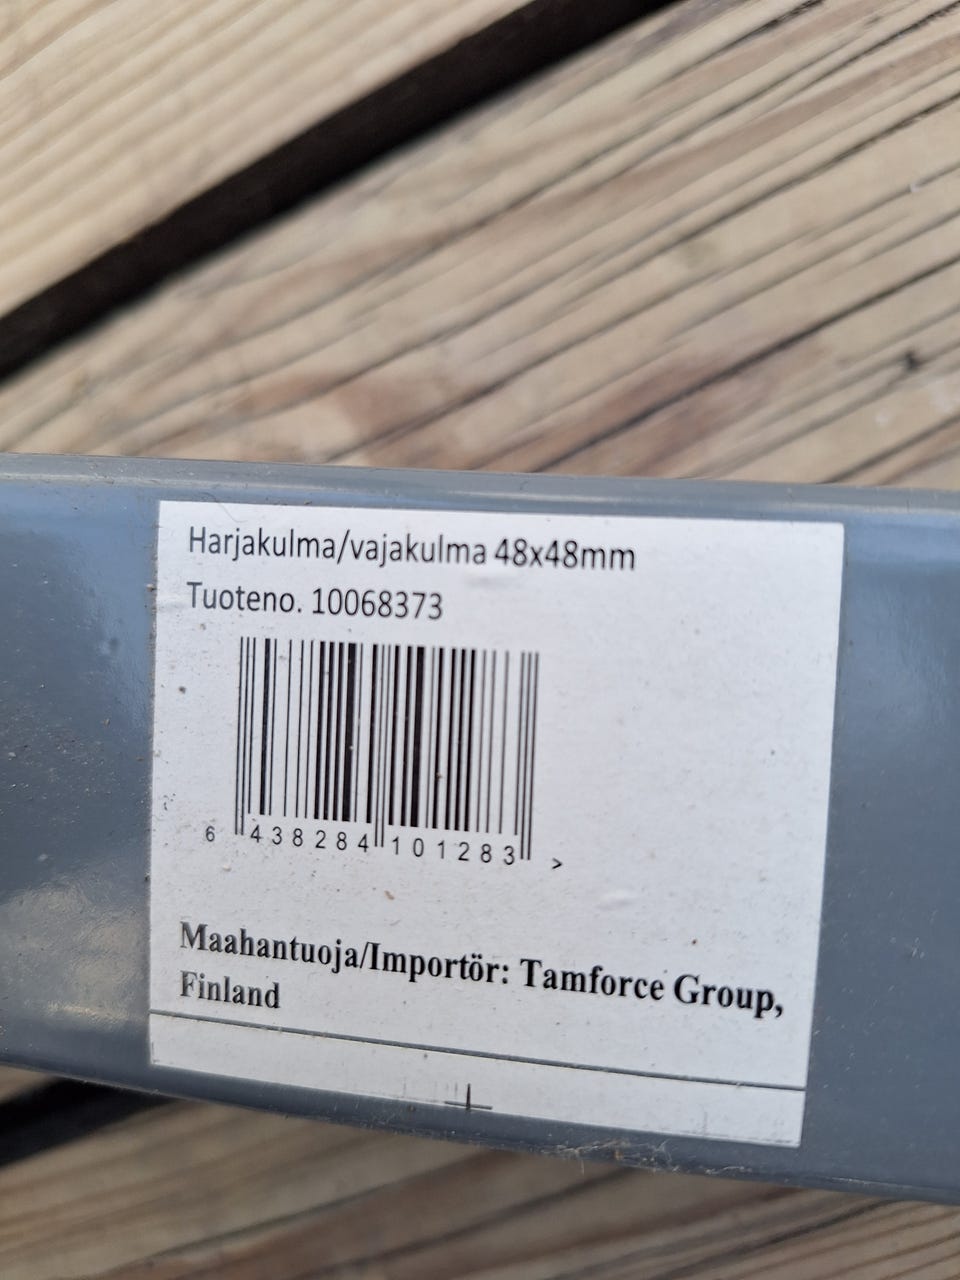 Harjakulma/vajakulma 48x48mm
Tuoteno. 10068373
6 438284 101283 >
Maahantuoja/Importör: Tamforce Group,
Finland